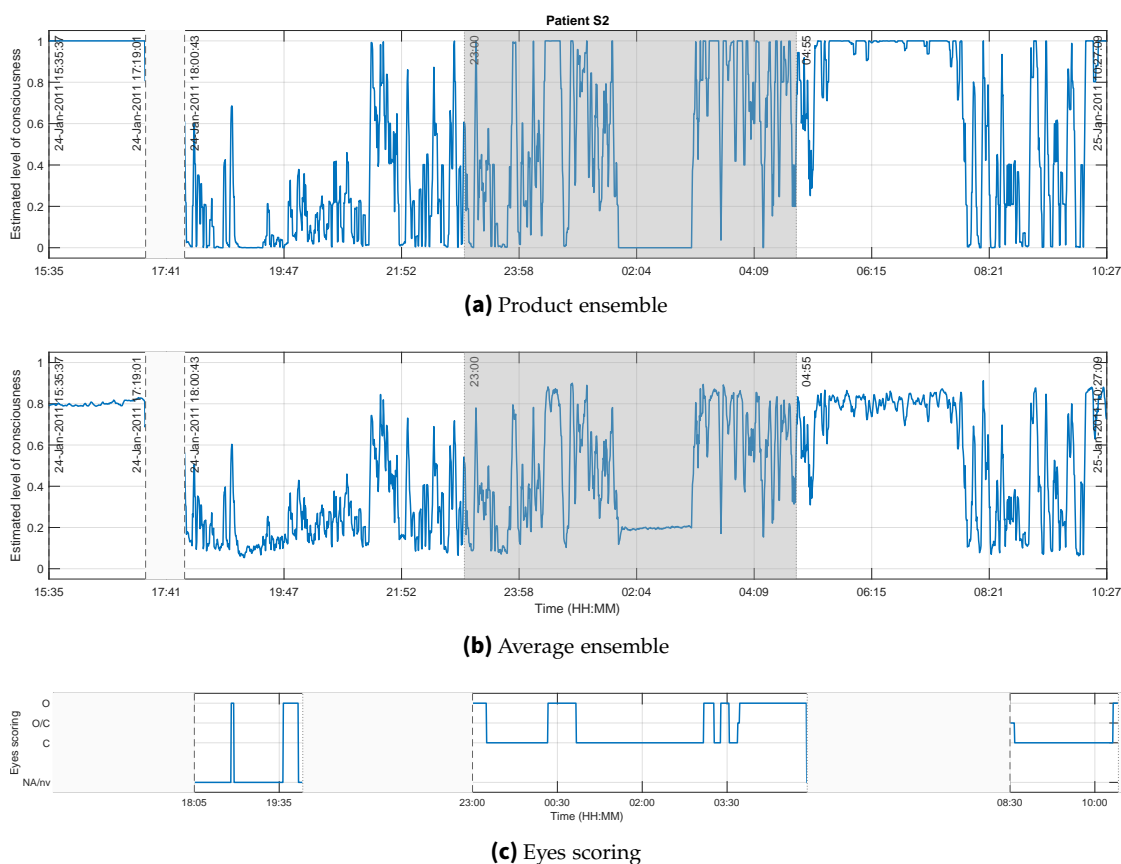 Patient S2
Estimated level of consciousness
1
0.8
0.6
0.4
0.2
0
24-Jan-2011 15:35:37
24-Jan-2011 17:19:01
24-Jan-2011 18:00:43
23:00
04:55
25-Jan-2011 10:27:09
15:35
17:41
19:47
21:52
23:58
02:04
04:09
06:15
08:21
10:27
(a) Product ensemble
Estimated level of consciousness
1
0.8
0.6
0.4
0.2
0
24-Jan-2011 15:35:37
24-Jan-2011 17:19:01
24-Jan-2011 18:00:43
23:00
04:55
25-Jan-2011 10:27:09
15:35
17:41
19:47
21:52
23:58
02:04
04:09
06:15
08:21
10:27
Time (HH:MM)
(b) Average ensemble
Eyes scoring
O
O/C
C
NA/nv
18:05
19:35
23:00
00:30
02:00
03:30
08:30
10:00
Time (HH:MM)
(c) Eyes scoring